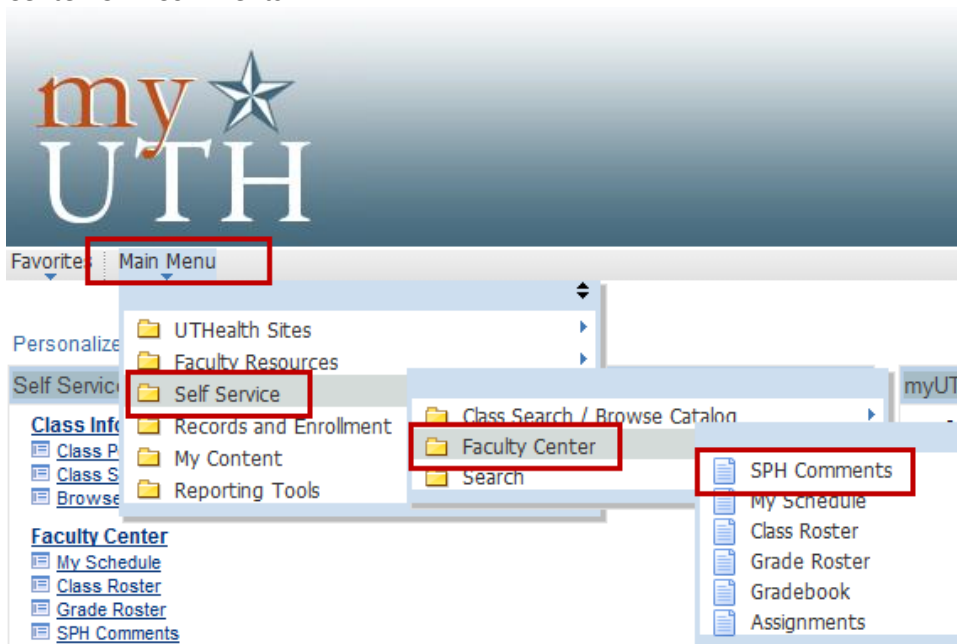 my
UTH
Favorites Main Menu
UTHealth Sites
Personalize
Faculty Resources
Self Service
Self Service
myUT
Class Search / Browse Catalog
Class Info
Records and Enrollment
Faculty Center
Class P
My Content
SPH Comments
Class S
Search
Reporting Tools
My Schedule
Browse
Class Roster
Faculty Center
Grade Roster
My Schedule
Gradebook
Class Roster
Assignments
Grade Roster
SPH Comments